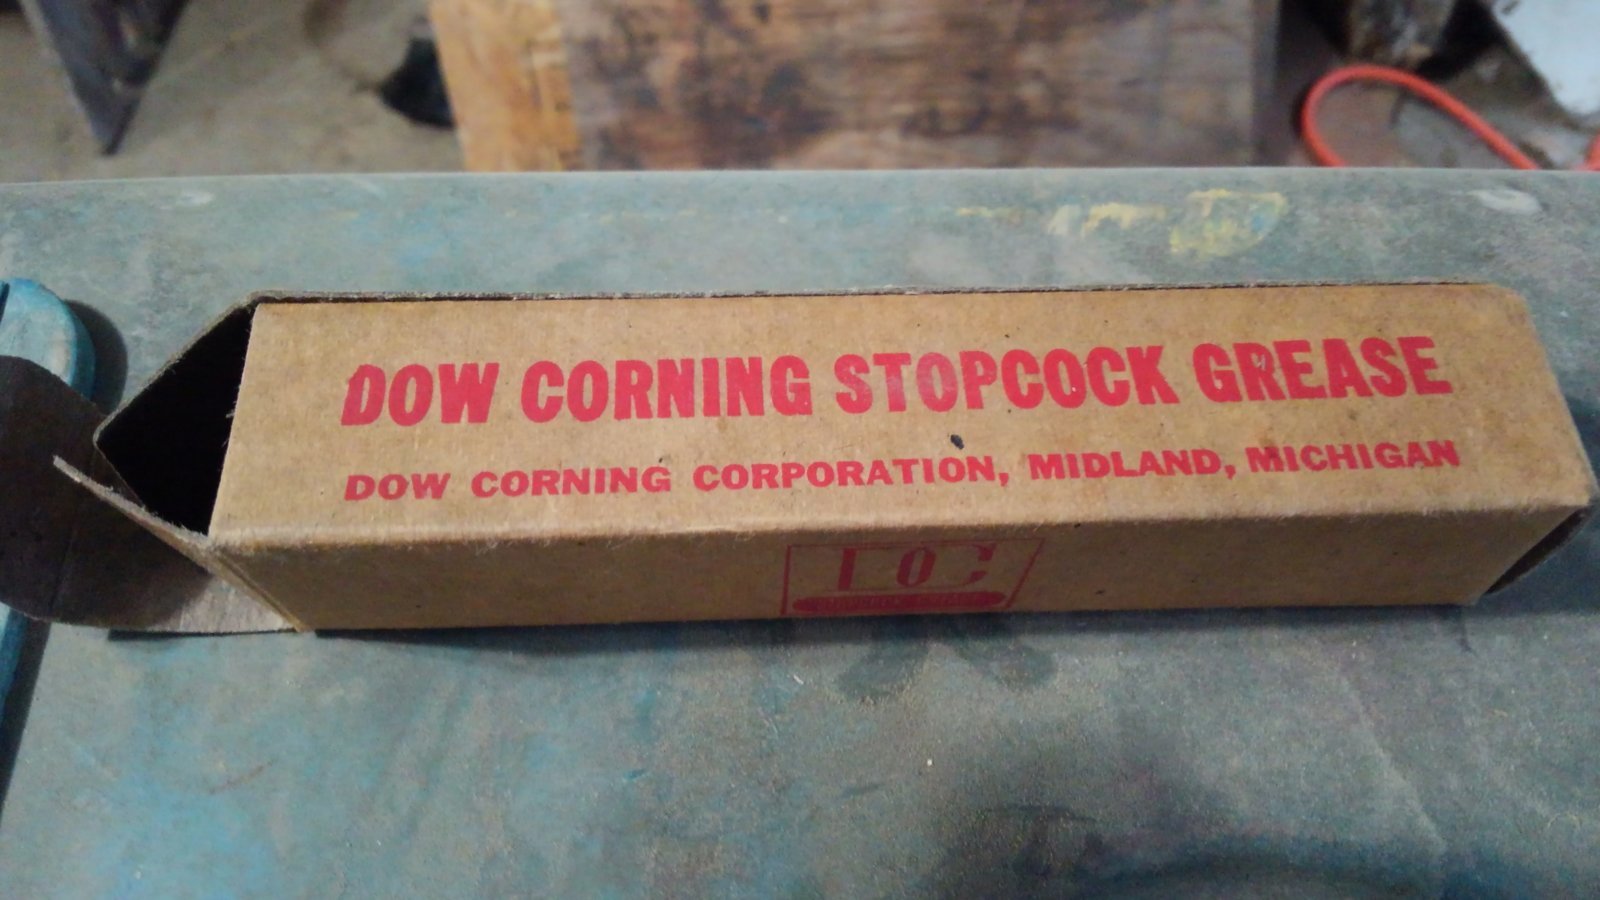 DOW CORNING STOPCOCK GREASE
DOW CORNING CORPORATION, MIDLAND, MICHIGAN